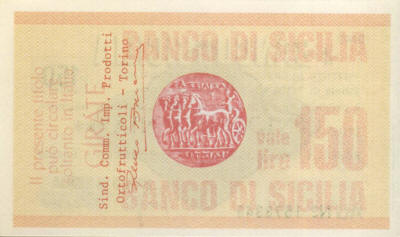 BANCO DI SICILIA
Il presente titolo
può circolare
soltanto in Italia
GIRATE
Sind. Comm. Imp. Prodotti
Ortofrutticoli - Torino
vale
lire
150
BANCO DI SICILIA